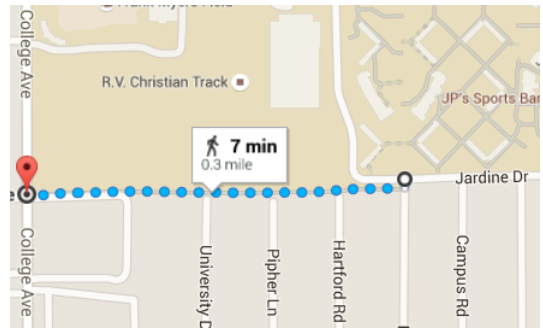 College Ave
R.V. Christian Track
JP's Sports Bar
7 min
0.3 mile
Jardine Dr
College Ave
University D
Pipher Ln
Hartford Rd
Campus Rd